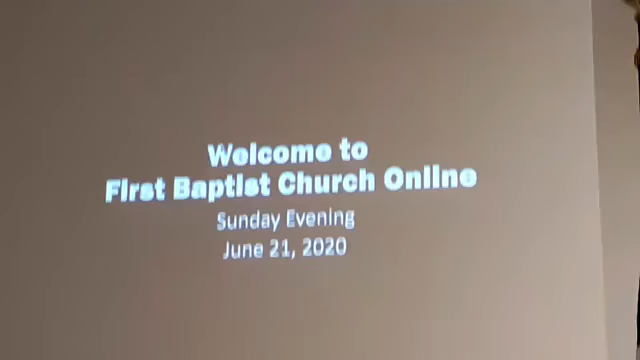 Welcome to
First Baptist Church Online
Sunday Evening
June 21, 2020